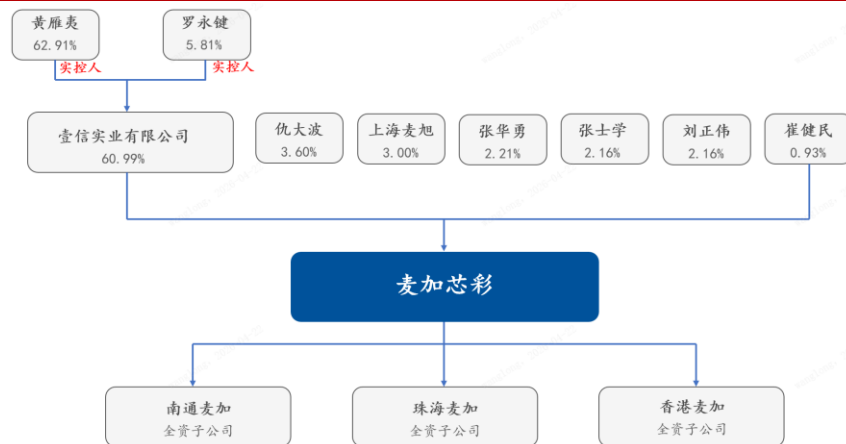 黄雁夷
62.91%
罗永键
5.81%
实控人
实控人
壹信实业有限公司
60.99%
仇大波
3.60%
上海麦旭
3.00%
张华勇
2.21%
张士学
2.16%
刘正伟
2.16%
崔健民
0.93%
麦加芯彩
南通麦加
全资子公司
珠海麦加
全资子公司
香港麦加
全资子公司